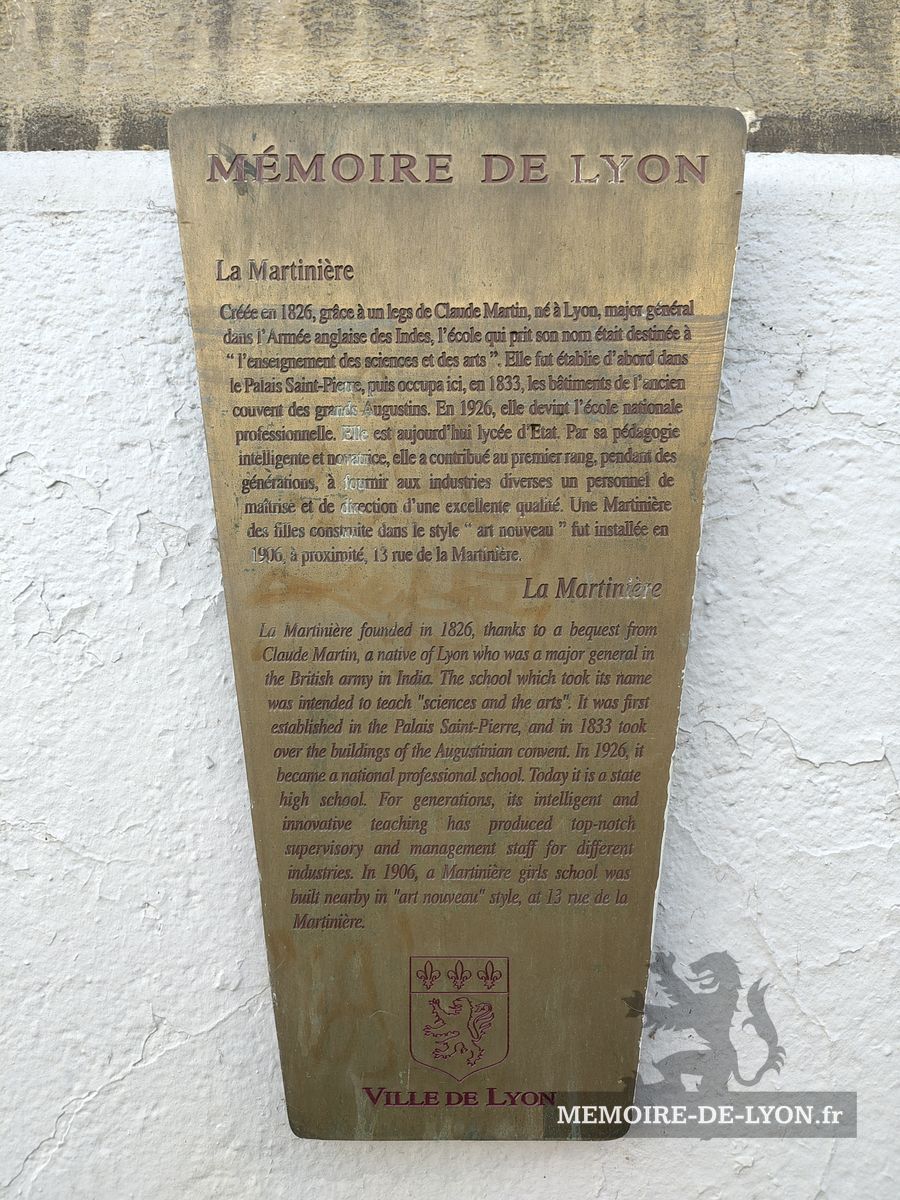 MÉMOIRE DE LYON
La Martinière
Créée en 1826, grâce à un legs de Claude Martin, né à Lyon, major général
dans l'Armée anglaise des Indes, l'école qui prit son nom était destinée à
“ l'enseignement des sciences et des arts ”. Elle fut établie d'abord dans
le Palais Saint-Pierre, puis occupa ici, en 1833, les bâtiments de l'ancien
couvent des grands Augustins. En 1926, elle devint l'école nationale
professionnelle. Elle est aujourd'hui lycée d'Etat. Par sa pédagogie
intelligente et novatrice, elle a contribué au premier rang, pendant des
générations, à fournir aux industries diverses un personnel de
maîtrise et de direction d'une excellente qualité. Une Martinière
des filles construite dans le style “ art nouveau ” fut installée en
1906, à proximité, 13 rue de la Martinière.
La Martinière
La Martinière founded in 1826, thanks to a bequest from
Claude Martin, a native of Lyon who was a major general in
the British army in India. The school which took its name
was intended to teach "sciences and the arts". It was first
established in the Palais Saint-Pierre, and in 1833 took
over the buildings of the Augustinian convent. In 1926, it
became a national professional school. Today it is a state
high school. For generations, its intelligent and
innovative teaching has produced top-notch
supervisory and management staff for different
industries. In 1906, a Martinière girls school was
built nearby in "art nouveau" style, at 13 rue de la
Martinière.
VILLE DE LYON
MEMOIRE-DE-LYON.fr